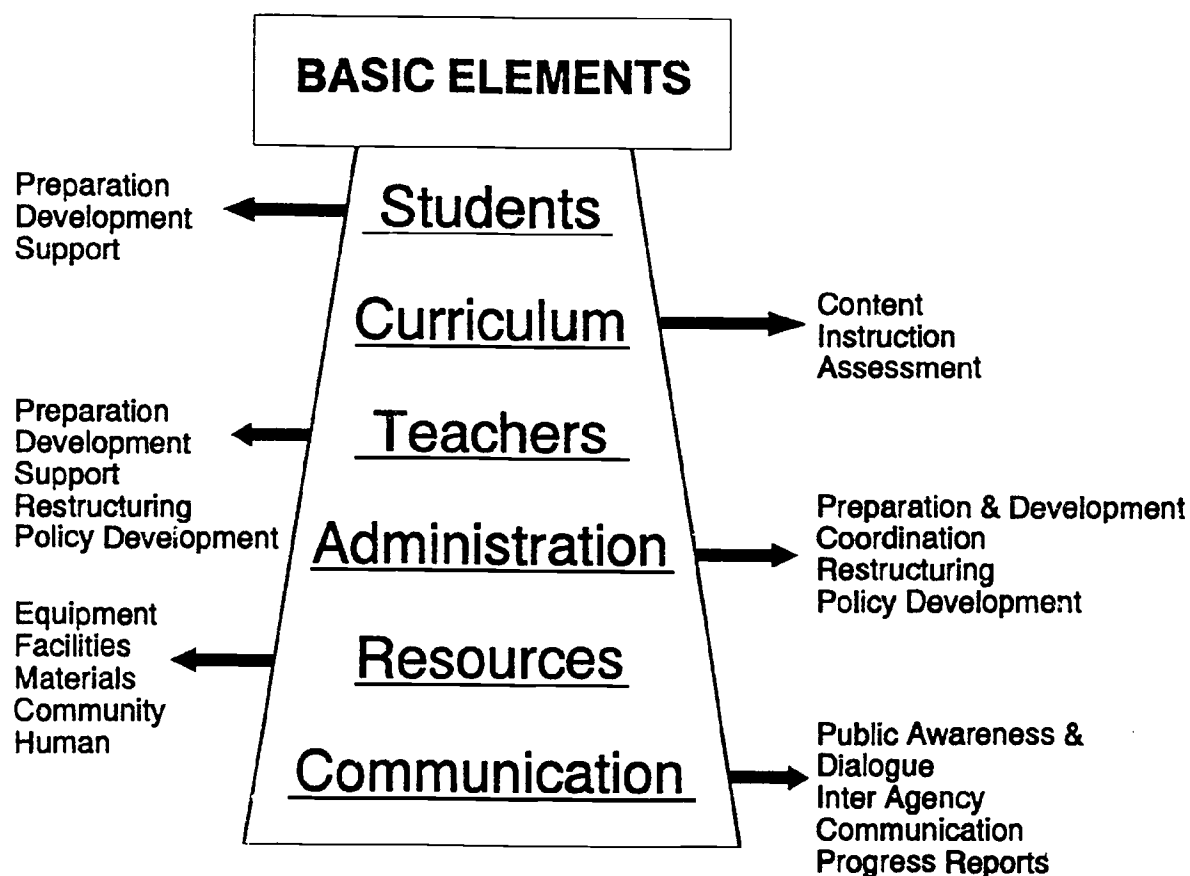 BASIC ELEMENTS
Students
Preparation
Development
Support
Curriculum
Content
Instruction
Assessment
Teachers
Preparation
Development
Support
Restructuring
Policy Development
Administration
Preparation & Development
Coordination
Restructuring
Policy Development
Resources
Equipment
Facilities
Materials
Community
Human
Communication
Public Awareness &
Dialogue
Inter Agency
Communication
Progress Reports